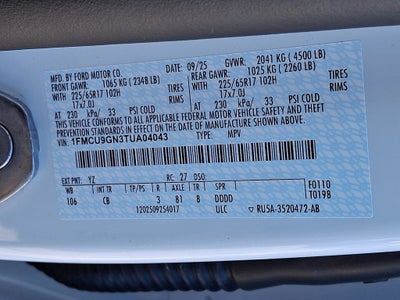 MFD. BY FORD MOTOR CO. 09/25 GVWR: 2041 KG (4500 LB)
FRONT GAWR: 1065 KG (2348 LB) REAR GAWR: 1025 KG (2260 LB)
WITH 225/65R17 102H TIRES WITH 225/65R17 102H TIRES
17x7.0J RIMS 17x7.0J RIMS
AT 230 kPa/ 33 PSI COLD AT 230 kPa/ 33 PSI COLD
THIS VEHICLE CONFORMS TO ALL APPLICABLE FEDERAL MOTOR VEHICLE SAFETY AND THEFT
PREVENTION STANDARDS IN EFFECT ON THE DATE OF MANUFACTURE SHOWN ABOVE.
VIN: 1FMCU9GN3TUA04043 TYPE: MPV
EXT PNT: YZ RC: 27 DSO:
WB INT TR TP/PS R AXLE TR SPR F0110
106 CB 3 81 8 DDDD T0198
1202509254017 ULC RU5A-3520472-AB